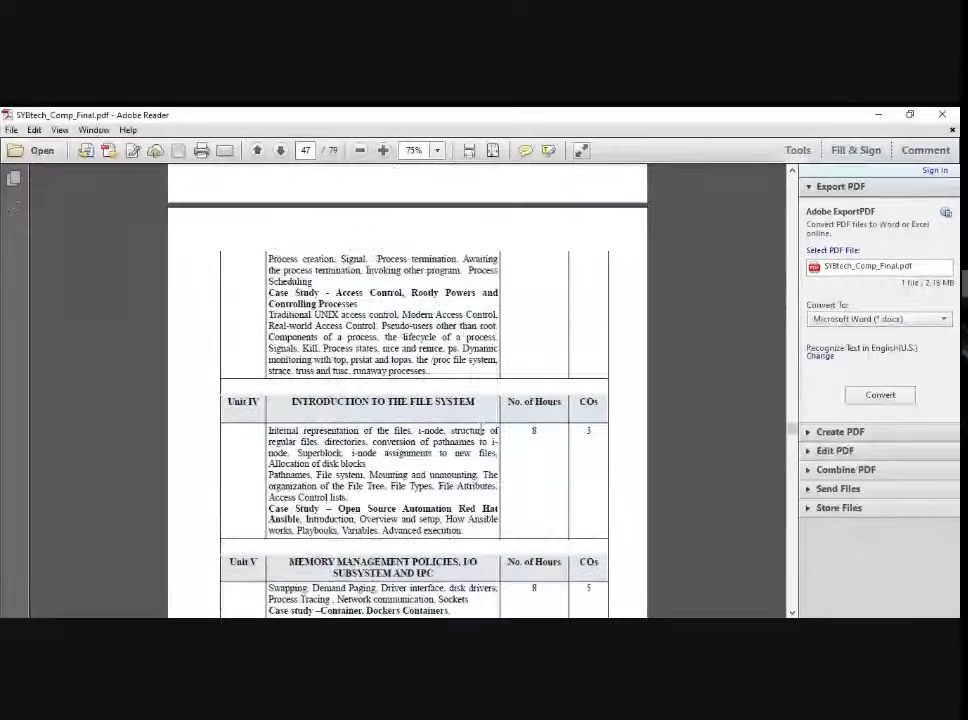 SYBtech_Comp_Final.pdf - Adobe Reader
File Edit View Window Help
Open 47 / 79 75% Tools Fill & Sign Comment
Sign In
Export PDF
Adobe ExportPDF
Convert PDF files to Word or Excel
online.
Select PDF File:
SYBtech_Comp_Final.pdf
1 file / 2.16 MB
Convert To:
Microsoft Word (*.docx)
Recognize Text in English(U.S.)
Change
Convert
Create PDF
Edit PDF
Combine PDF
Send Files
Store Files
Process creation, Signal, Process termination, Awaiting
the process termination, Invoking other program, Process
Scheduling
Case Study - Access Control, Rootly Powers and
Controlling Processes
Traditional UNIX access control, Modern Access Control,
Real-world Access Control, Pseudo-users other than root.
Components of a process, the lifecycle of a process,
Signals, Kill, Process states, nice and renice, ps, Dynamic
monitoring with top, prstat and topas, the /proc file system,
strace, truss and tusc, runaway processes..
Unit IV INTRODUCTION TO THE FILE SYSTEM No. of Hours COs
Internal representation of the files, i-node, structure of 8 3
regular files, directories, conversion of pathnames to i-
node, Superblock, i-node assignments to new files,
Allocation of disk blocks
Pathnames, File system, Mounting and unmounting, The
organization of the File Tree, File Types, File Attributes,
Access Control lists.
Case Study – Open Source Automation Red Hat
Ansible, Introduction, Overview and setup, How Ansible
works, Playbooks, Variables, Advanced execution.
Unit V MEMORY MANAGEMENT POLICIES, I/O No. of Hours COs
SUBSYSTEM AND IPC
Swapping, Demand Paging, Driver interface, disk drivers, 8 5
Process Tracing , Network communication, Sockets
Case study –Container, Dockers Containers,